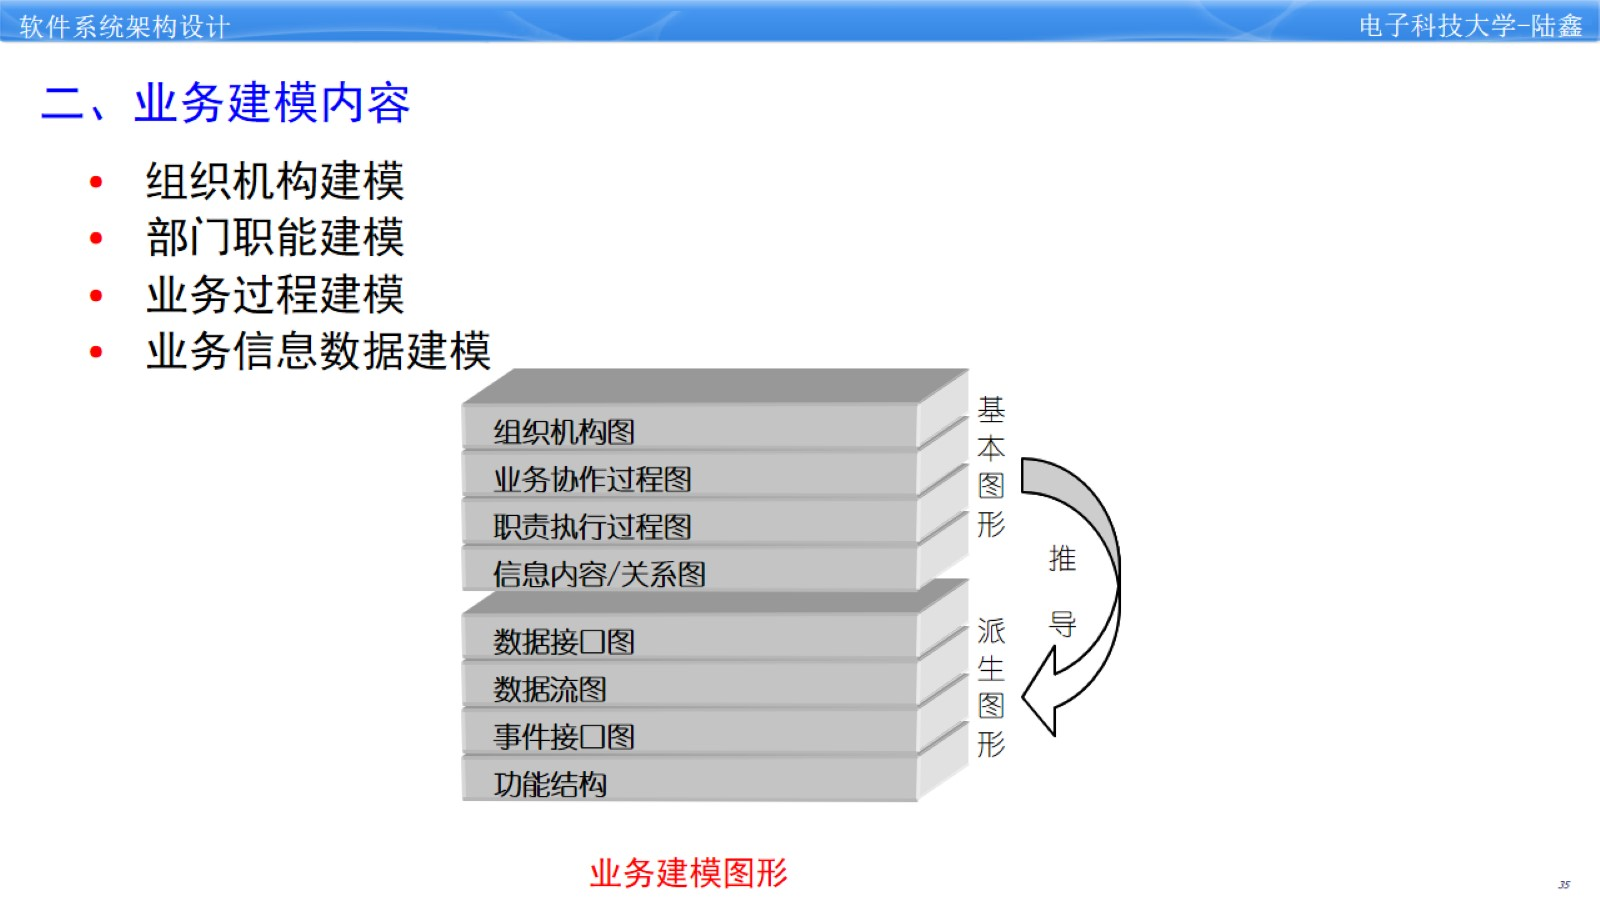 软件系统架构设计
电子科技大学-陆鑫
二、业务建模内容
• 组织机构建模
• 部门职能建模
• 业务过程建模
• 业务信息数据建模
组织机构图
业务协作过程图
职责执行过程图
信息内容/关系图
基本图形
数据接口图
数据流图
事件接口图
功能结构
派生图形
推导
业务建模图形
35